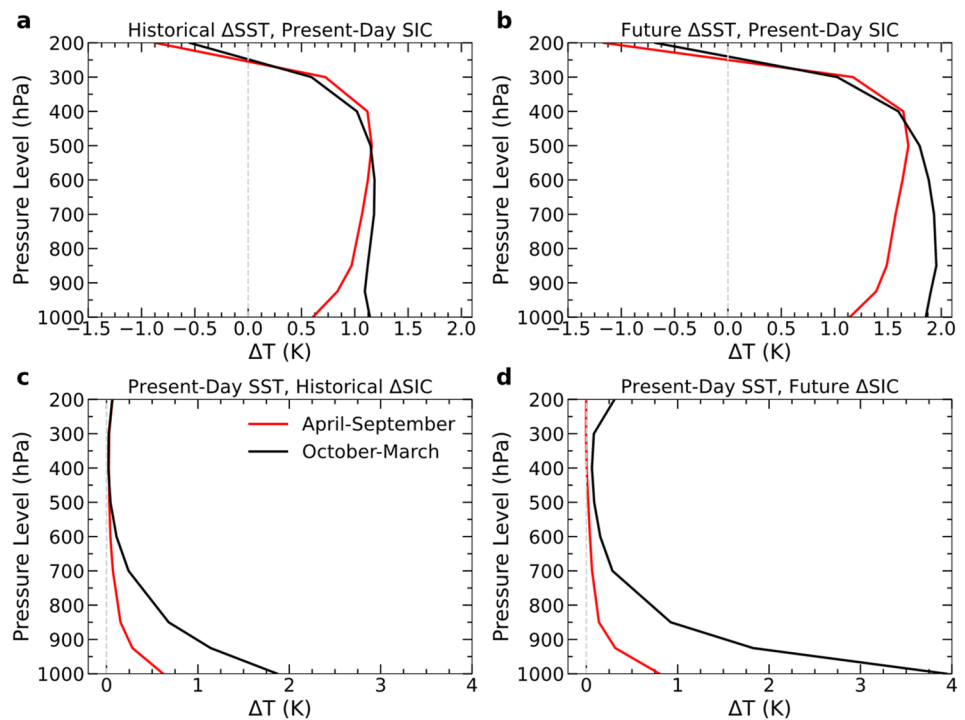 a
Historical ΔSST, Present-Day SIC
200
300
400
500
600
700
800
900
1000
Pressure Level (hPa)
−1.5 −1.0 −0.5 0.0 0.5 1.0 1.5 2.0
ΔT (K)
b
Future ΔSST, Present-Day SIC
200
300
400
500
600
700
800
900
1000
Pressure Level (hPa)
−1.5 −1.0 −0.5 0.0 0.5 1.0 1.5 2.0
ΔT (K)
c
Present-Day SST, Historical ΔSIC
200
300
400
500
600
700
800
900
1000
Pressure Level (hPa)
April-September
October-March
0 1 2 3 4
ΔT (K)
d
Present-Day SST, Future ΔSIC
200
300
400
500
600
700
800
900
1000
Pressure Level (hPa)
0 1 2 3 4
ΔT (K)